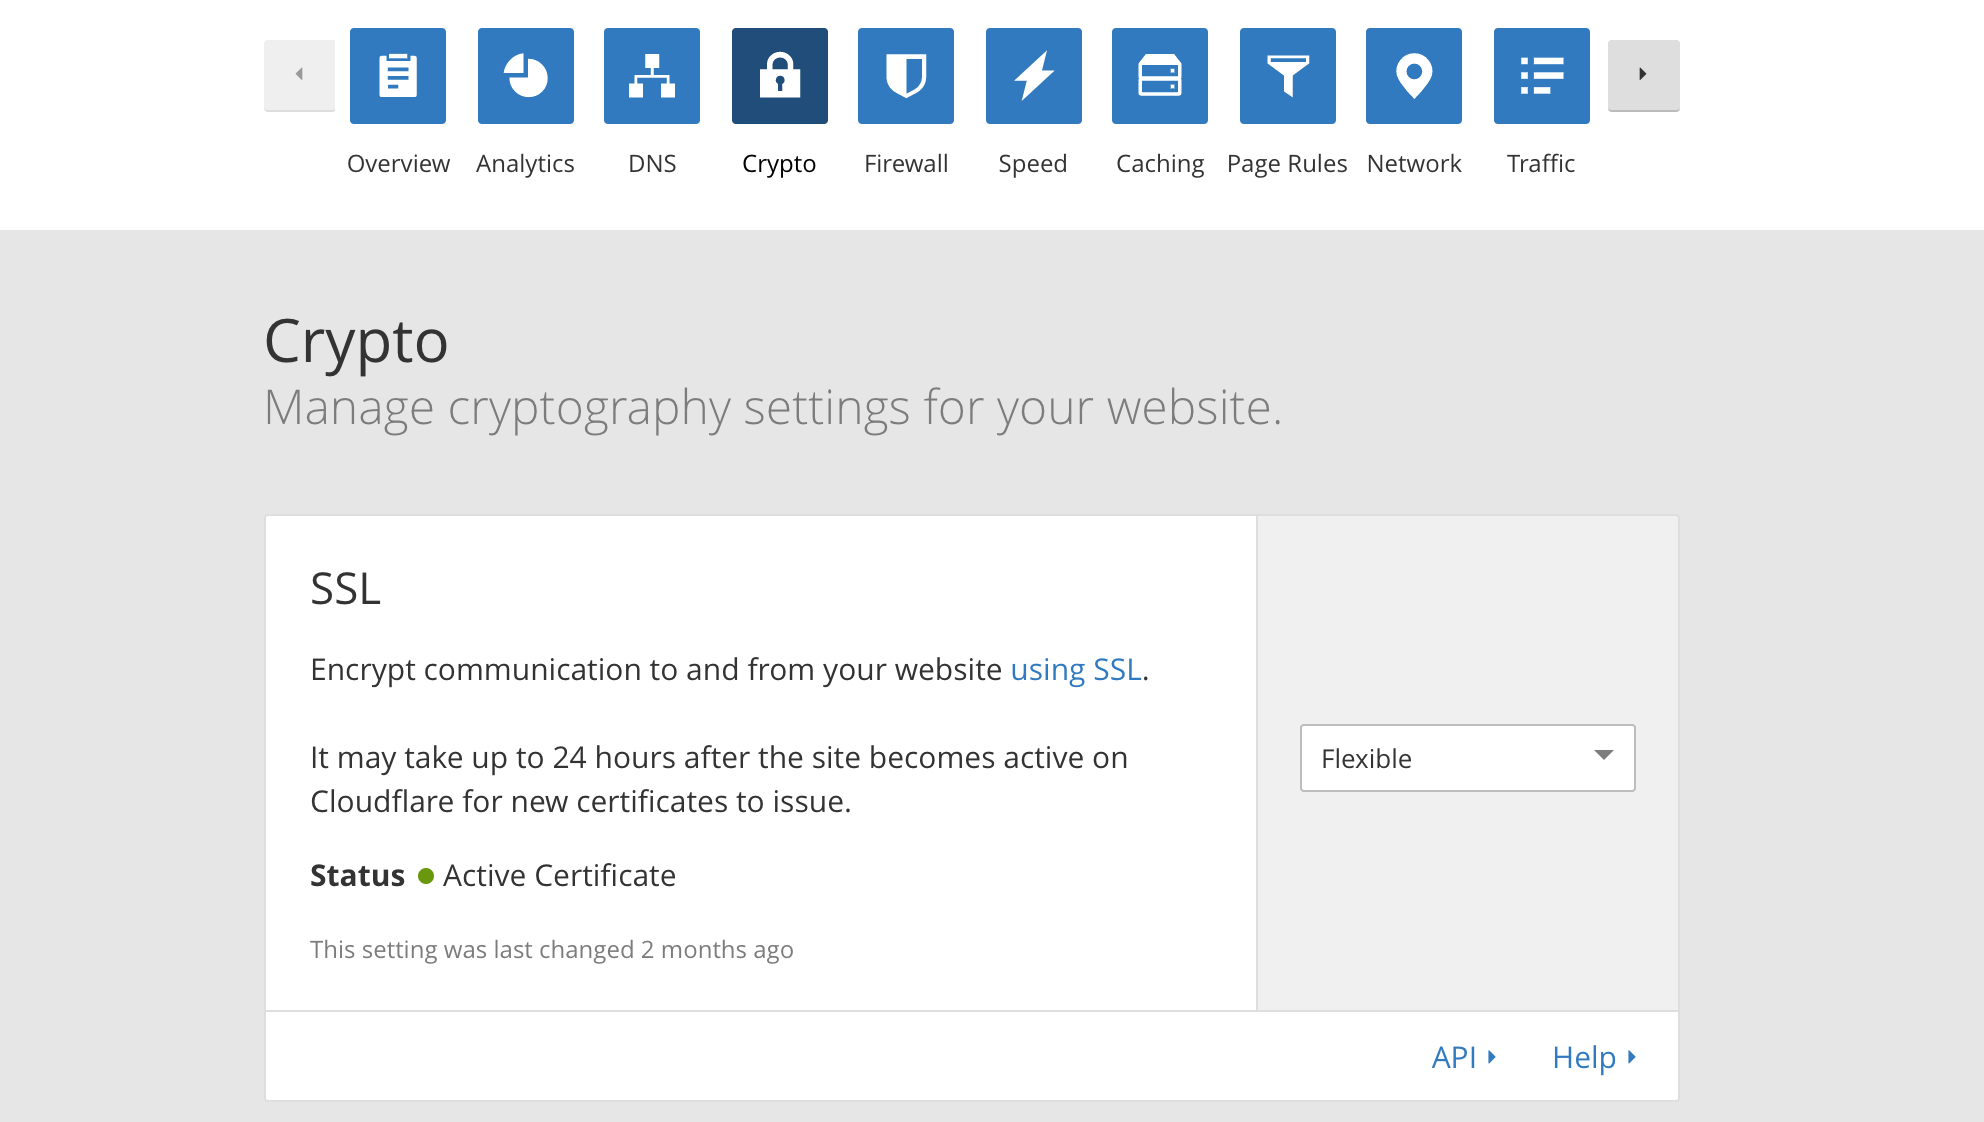 Overview Analytics DNS Crypto Firewall Speed Caching Page Rules Network Traffic
Crypto
Manage cryptography settings for your website.
SSL
Encrypt communication to and from your website using SSL.
It may take up to 24 hours after the site becomes active on
Cloudflare for new certificates to issue.
Status Active Certificate
This setting was last changed 2 months ago
Flexible
API Help